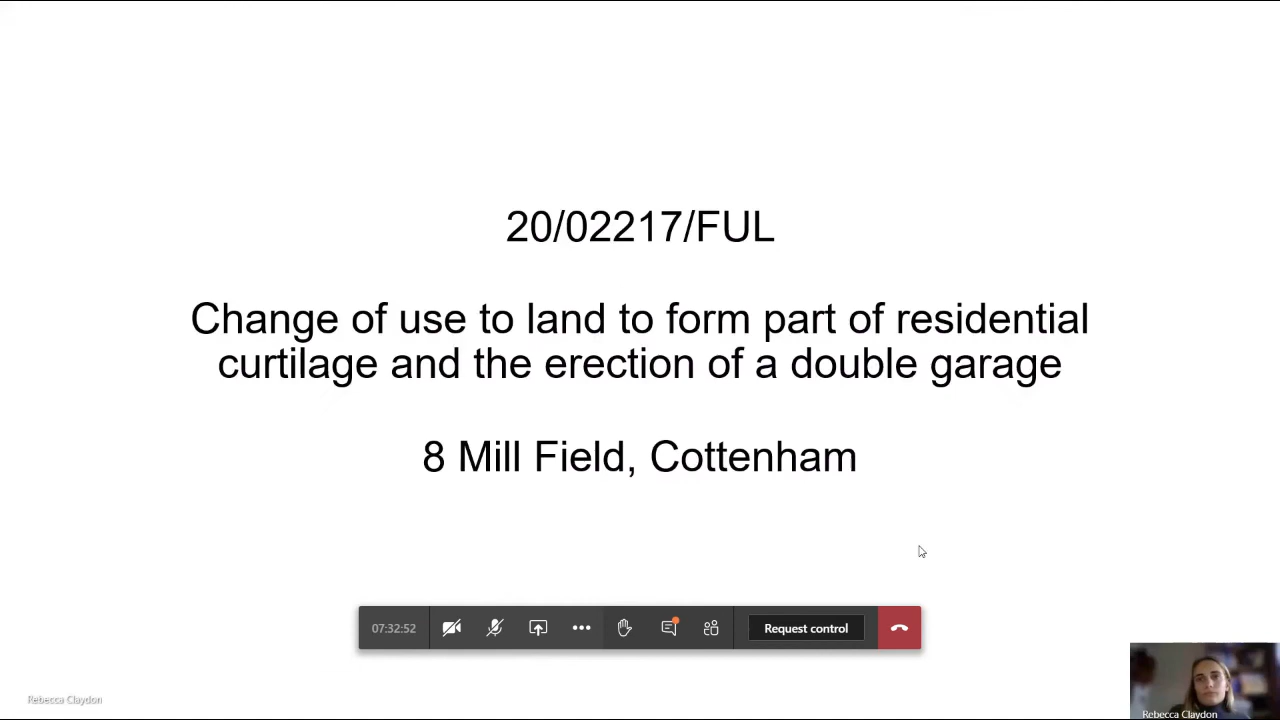 20/02217/FUL
Change of use to land to form part of residential
curtilage and the erection of a double garage
8 Mill Field, Cottenham
07:32:52
Request control
Rebecca Claydon
Rebecca Claydon